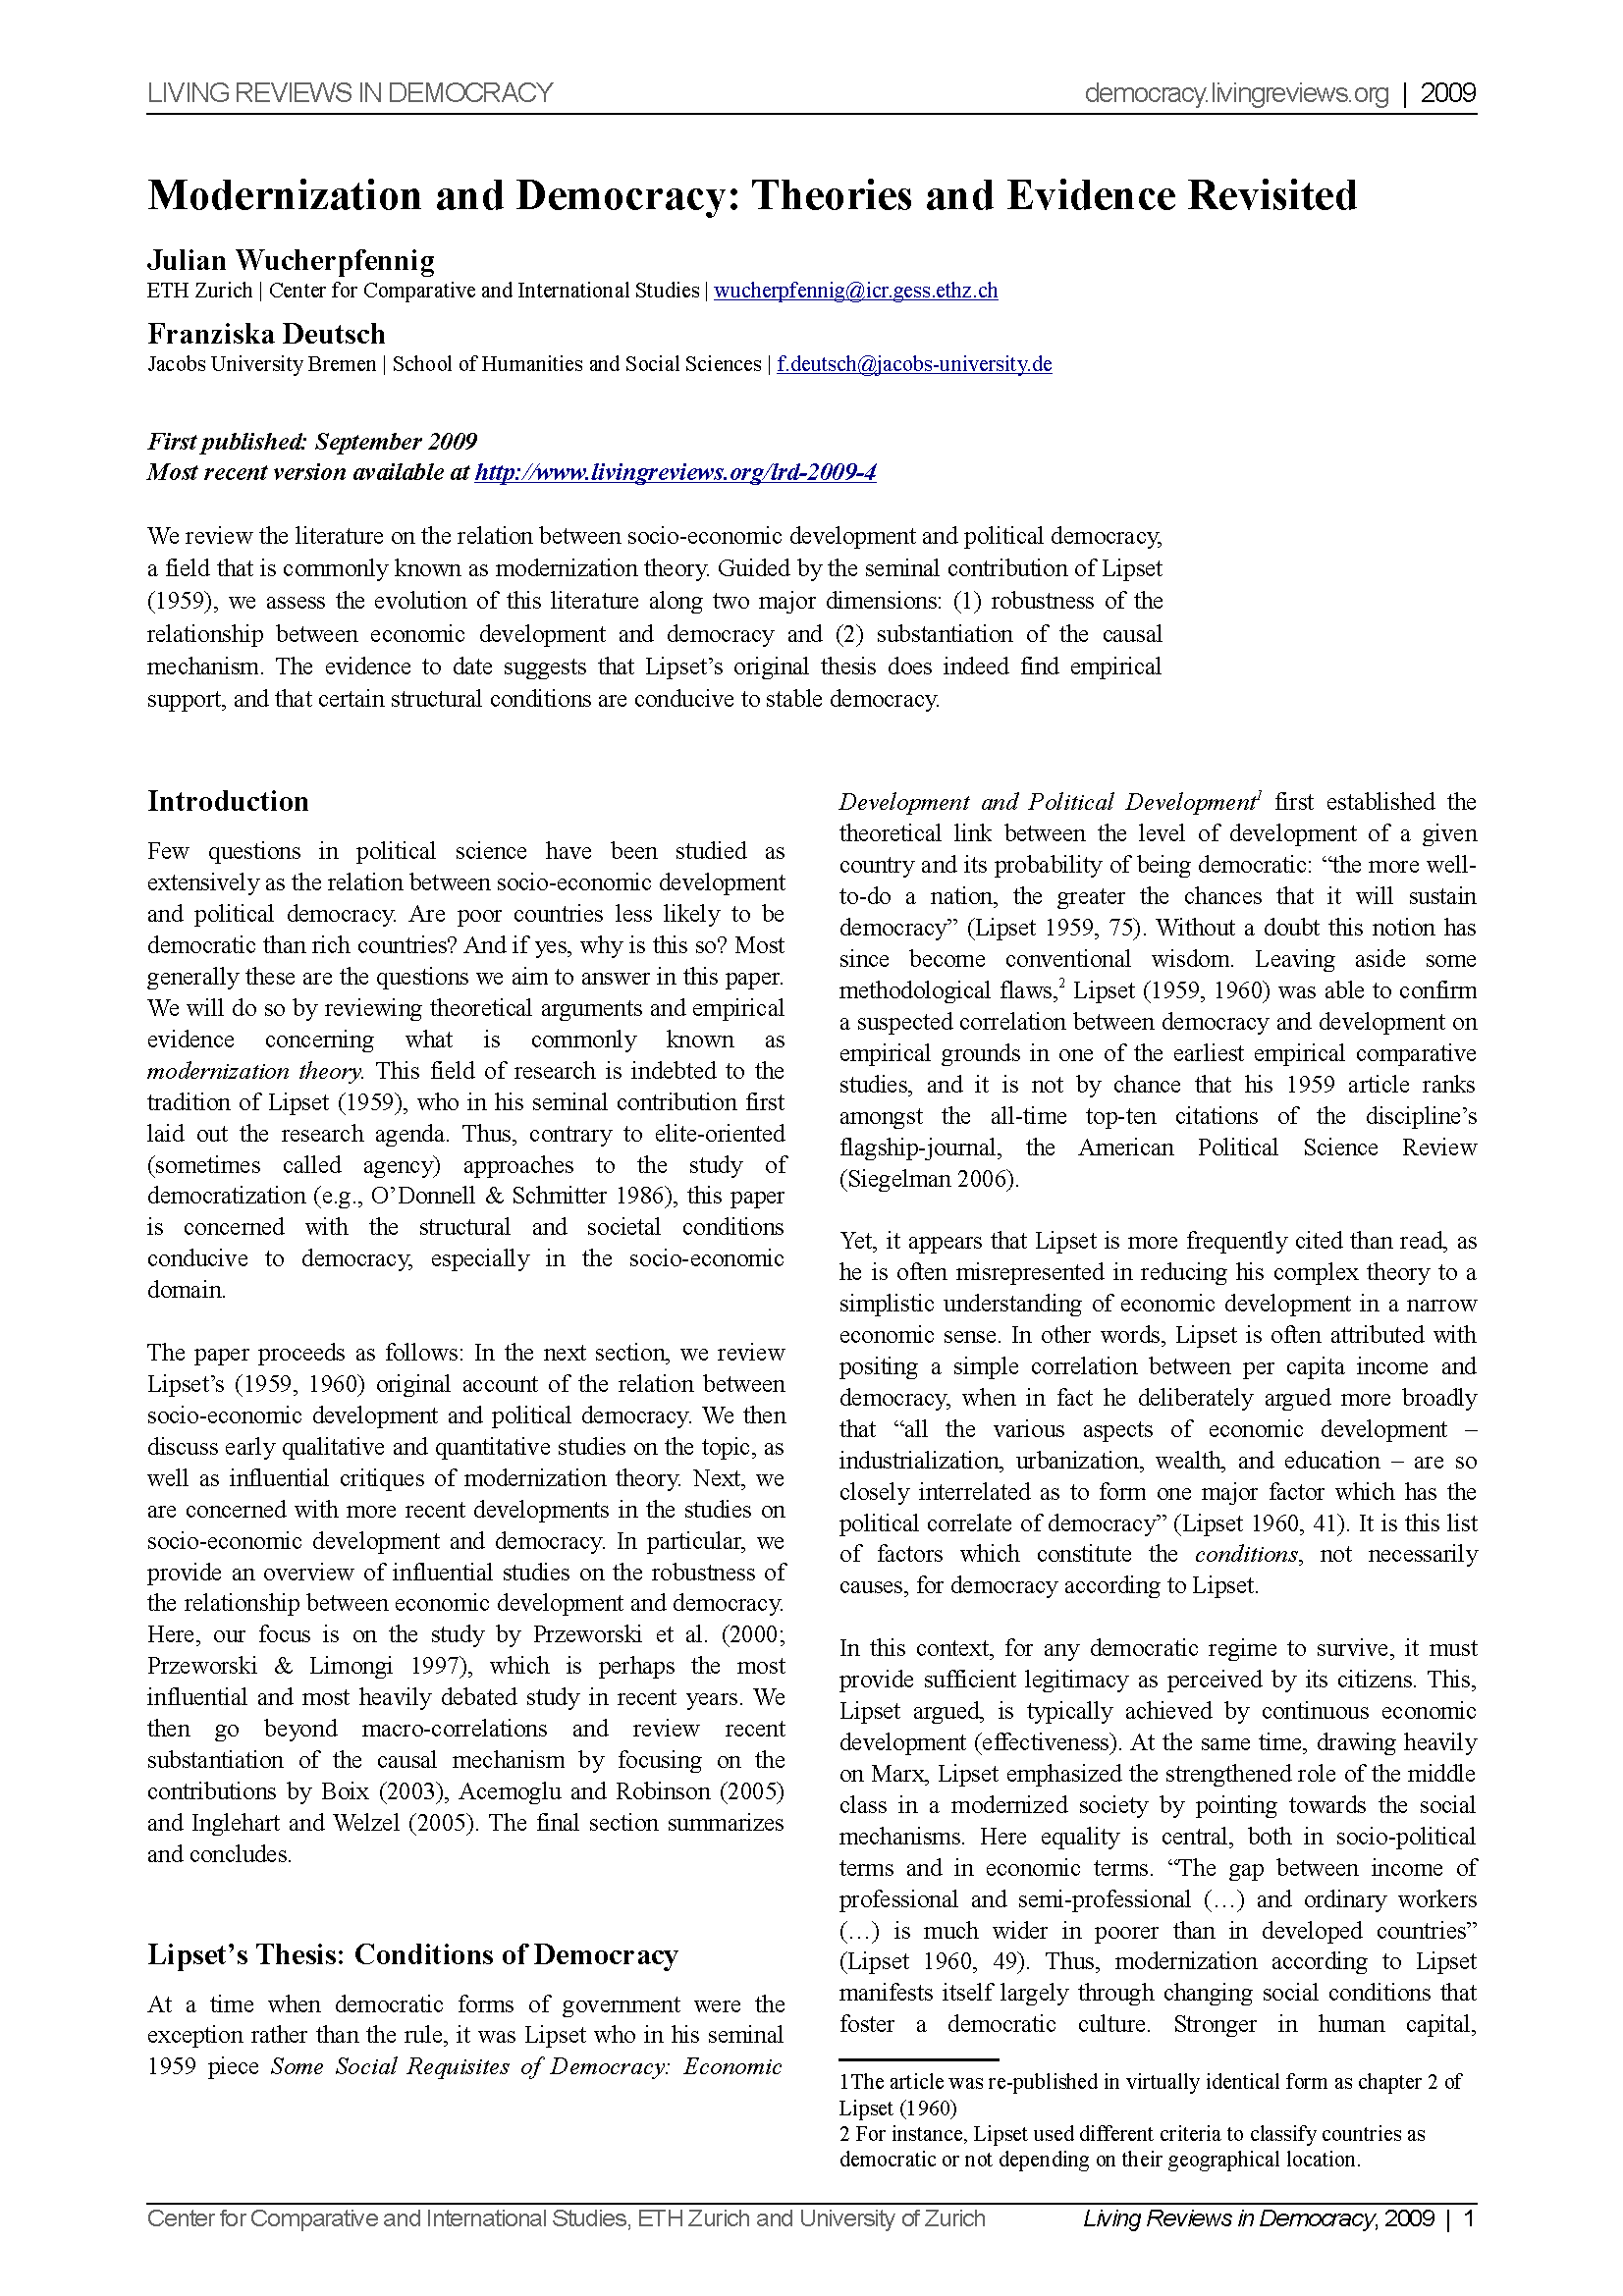 LIVING REVIEWS IN DEMOCRACY democracy.livingreviews.org | 2009
Modernization and Democracy: Theories and Evidence Revisited
Julian Wucherpfennig
ETH Zurich | Center for Comparative and International Studies | wucherpfennig@icr.gess.ethz.ch
Franziska Deutsch
Jacobs University Bremen | School of Humanities and Social Sciences | f.deutsch@jacobs-university.de
First published: September 2009
Most recent version available at http://www.livingreviews.org/lrd-2009-4
We review the literature on the relation between socio-economic development and political democracy,
a field that is commonly known as modernization theory. Guided by the seminal contribution of Lipset
(1959), we assess the evolution of this literature along two major dimensions: (1) robustness of the
relationship between economic development and democracy and (2) substantiation of the causal
mechanism. The evidence to date suggests that Lipset’s original thesis does indeed find empirical
support, and that certain structural conditions are conducive to stable democracy.
Introduction
Few questions in political science have been studied as
extensively as the relation between socio-economic development
and political democracy. Are poor countries less likely to be
democratic than rich countries? And if yes, why is this so? Most
generally these are the questions we aim to answer in this paper.
We will do so by reviewing theoretical arguments and empirical
evidence concerning what is commonly known as
modernization theory. This field of research is indebted to the
tradition of Lipset (1959), who in his seminal contribution first
laid out the research agenda. Thus, contrary to elite-oriented
(sometimes called agency) approaches to the study of
democratization (e.g., O’Donnell & Schmitter 1986), this paper
is concerned with the structural and societal conditions
conducive to democracy, especially in the socio-economic
domain.
The paper proceeds as follows: In the next section, we review
Lipset’s (1959, 1960) original account of the relation between
socio-economic development and political democracy. We then
discuss early qualitative and quantitative studies on the topic, as
well as influential critiques of modernization theory. Next, we
are concerned with more recent developments in the studies on
socio-economic development and democracy. In particular, we
provide an overview of influential studies on the robustness of
the relationship between economic development and democracy.
Here, our focus is on the study by Przeworski et al. (2000;
Przeworski & Limongi 1997), which is perhaps the most
influential and most heavily debated study in recent years. We
then go beyond macro-correlations and review recent
substantiation of the causal mechanism by focusing on the
contributions by Boix (2003), Acemoglu and Robinson (2005)
and Inglehart and Welzel (2005). The final section summarizes
and concludes.
Lipset’s Thesis: Conditions of Democracy
At a time when democratic forms of government were the
exception rather than the rule, it was Lipset who in his seminal
1959 piece Some Social Requisites of Democracy: Economic
Development and Political Development1 first established the
theoretical link between the level of development of a given
country and its probability of being democratic: “the more well-
to-do a nation, the greater the chances that it will sustain
democracy” (Lipset 1959, 75). Without a doubt this notion has
since become conventional wisdom. Leaving aside some
methodological flaws,2 Lipset (1959, 1960) was able to confirm
a suspected correlation between democracy and development on
empirical grounds in one of the earliest empirical comparative
studies, and it is not by chance that his 1959 article ranks
amongst the all-time top-ten citations of the discipline’s
flagship-journal, the American Political Science Review
(Siegelman 2006).
Yet, it appears that Lipset is more frequently cited than read, as
he is often misrepresented in reducing his complex theory to a
simplistic understanding of economic development in a narrow
economic sense. In other words, Lipset is often attributed with
positing a simple correlation between per capita income and
democracy, when in fact he deliberately argued more broadly
that “all the various aspects of economic development –
industrialization, urbanization, wealth, and education – are so
closely interrelated as to form one major factor which has the
political correlate of democracy” (Lipset 1960, 41). It is this list
of factors which constitute the conditions, not necessarily
causes, for democracy according to Lipset.
In this context, for any democratic regime to survive, it must
provide sufficient legitimacy as perceived by its citizens. This,
Lipset argued, is typically achieved by continuous economic
development (effectiveness). At the same time, drawing heavily
on Marx, Lipset emphasized the strengthened role of the middle
class in a modernized society by pointing towards the social
mechanisms. Here equality is central, both in socio-political
terms and in economic terms. “The gap between income of
professional and semi-professional (…) and ordinary workers
(…) is much wider in poorer than in developed countries”
(Lipset 1960, 49). Thus, modernization according to Lipset
manifests itself largely through changing social conditions that
foster a democratic culture. Stronger in human capital,
1The article was re-published in virtually identical form as chapter 2 of
Lipset (1960)
2 For instance, Lipset used different criteria to classify countries as
democratic or not depending on their geographical location.
Center for Comparative and International Studies, ETH Zurich and University of Zurich Living Reviews in Democracy, 2009 | 1